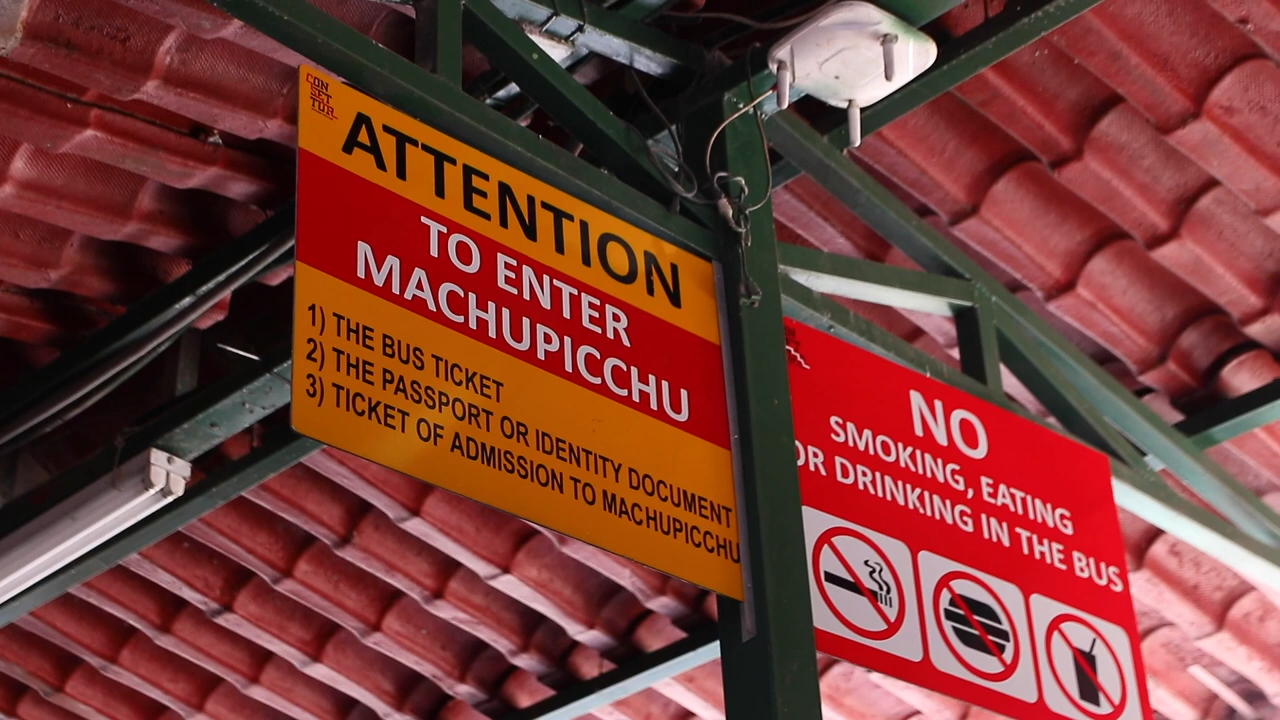 CON
SET
TUR
ATTENTION
TO ENTER
MACHUPICCHU
1) THE BUS TICKET
2) THE PASSPORT OR IDENTITY DOCUMENT
3) TICKET OF ADMISSION TO MACHUPICCHU
NO
SMOKING, EATING
OR DRINKING IN THE BUS